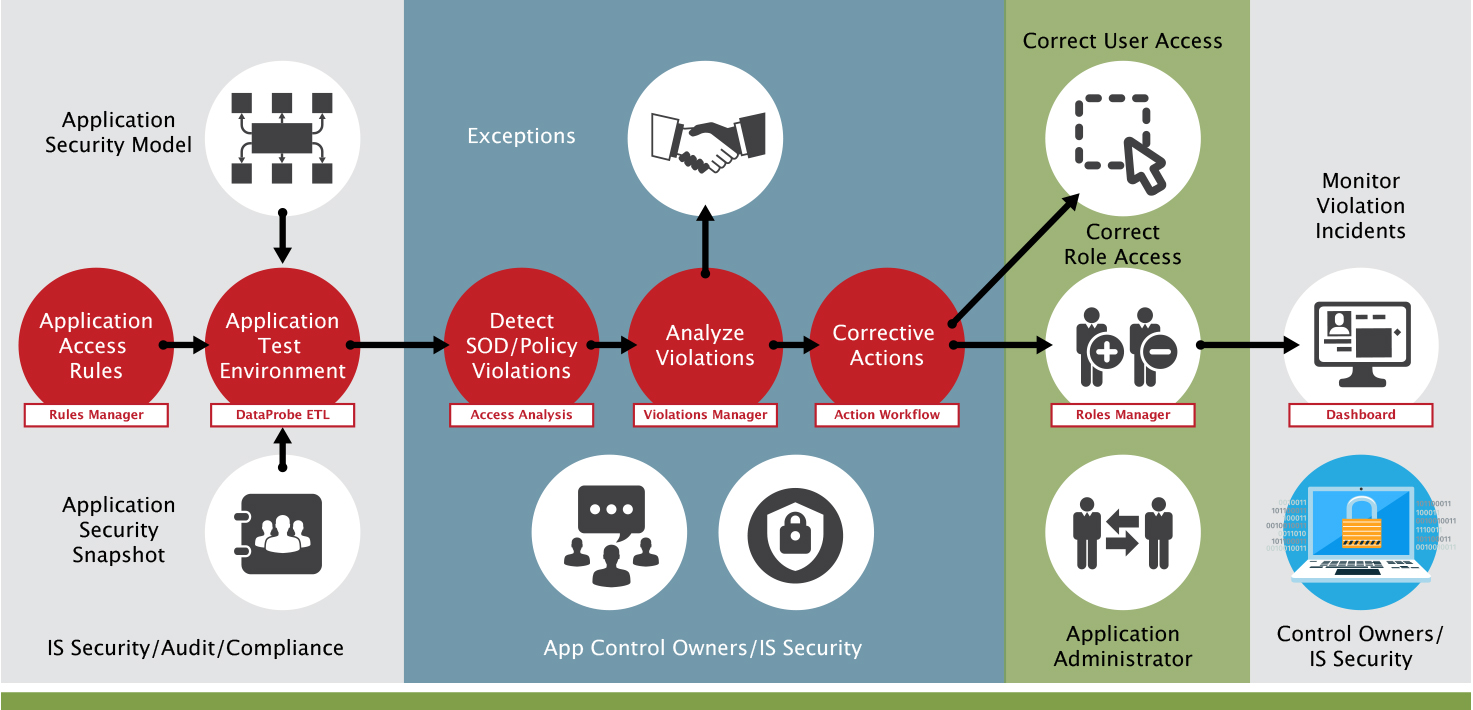 Application
Security Model
Application
Access
Rules
Rules Manager
Application
Test
Environment
DataProbe ETL
Application
Security
Snapshot
IS Security/Audit/Compliance
Exceptions
Detect
SOD/Policy
Violations
Access Analysis
Analyze
Violations
Violations Manager
Corrective
Actions
Action Workflow
App Control Owners/IS Security
Correct User Access
Correct
Role Access
Roles Manager
Application
Administrator
Monitor
Violation
Incidents
Dashboard
Control Owners/
IS Security